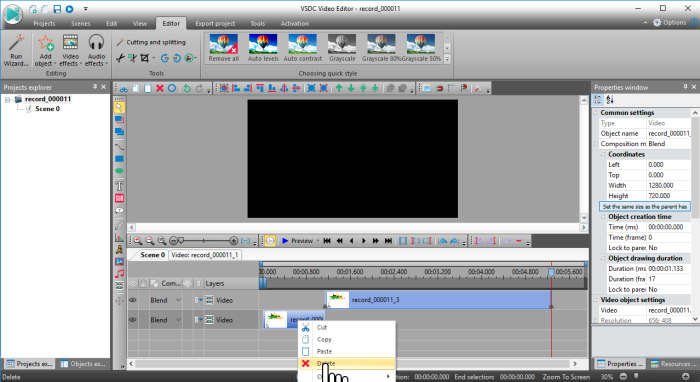 VSDC Video Editor - record_000011
Projects Scenes Edit View Editor Export project Tools Activation Options
Run Wizard... Add object Video effects Audio effects
Cutting and splitting
Remove all Auto levels Auto contrast Grayscale Grayscale 80% Grayscale 50%
Editing Tools Choosing quick style
Projects explorer
record_000011
Scene 0
Properties window
Common settings
Type Video
Object name record_000011_
Composition m Blend
Coordinates
Left 0.000
Top 0.000
Width 1280.000
Height 720.000
Set the same size as the parent has
Object creation time
Time (ms) 00:00:00.000
Time (frame) 0
Lock to paren No
Object drawing duration
Duration (ms 00:00:01.133
Duration (fra 17
Lock to paren No
Video object settings
Video record_000011_
Resolution 656; 408
Preview
Scene 0 Video: record_000011_1
00.000 00:00.800 00:01.600 00:02.400 00:03.200 00:04.000 00:04.800 00:05.600
Com... Layers
Blend Video record_000011_3
Blend Video
Cut
Copy
Paste
Delete
Projects ex... Objects ex...
Properties ... Resources ...
Delete
00:00:00.000 End selection: 00:00:00.000 Zoom To Screen 30%